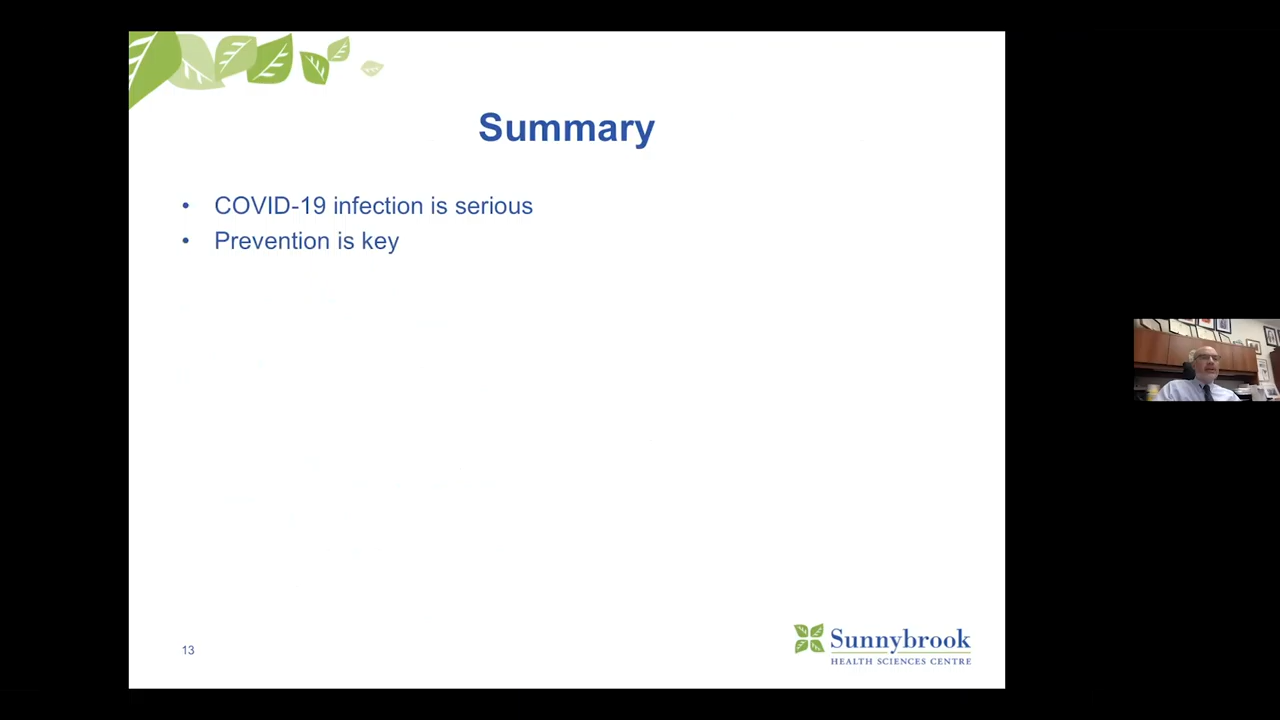 Summary
• COVID-19 infection is serious
• Prevention is key
13
Sunnybrook
HEALTH SCIENCES CENTRE